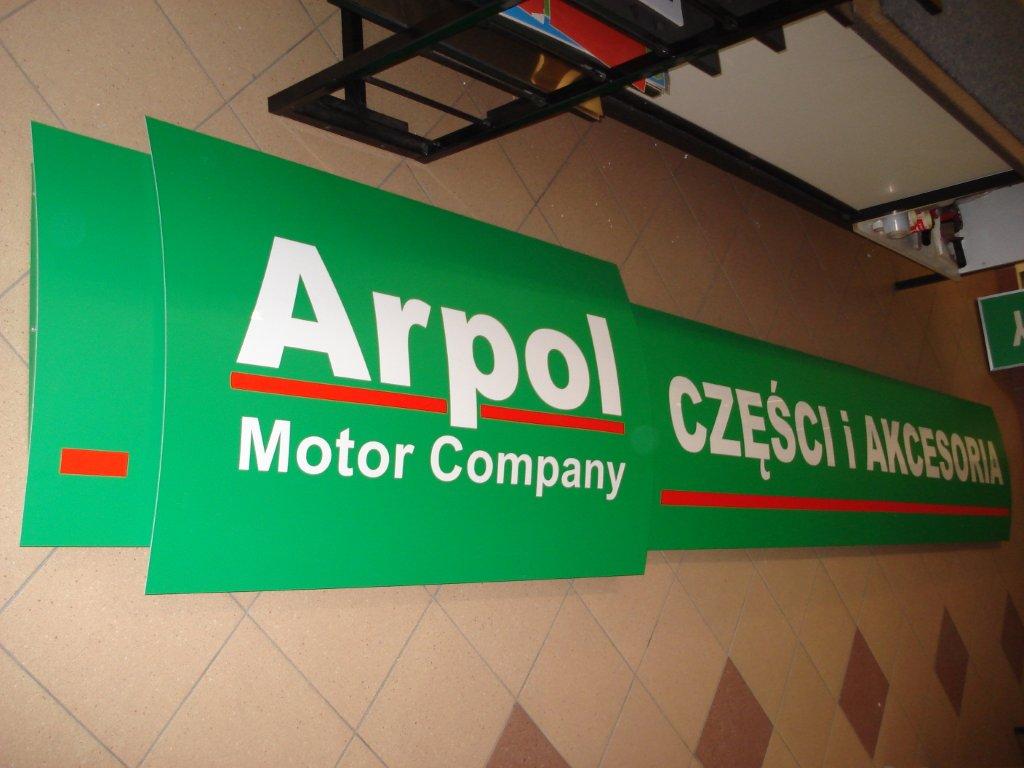 Arpol
Motor Company
CZĘŚCI i AKCESORIA